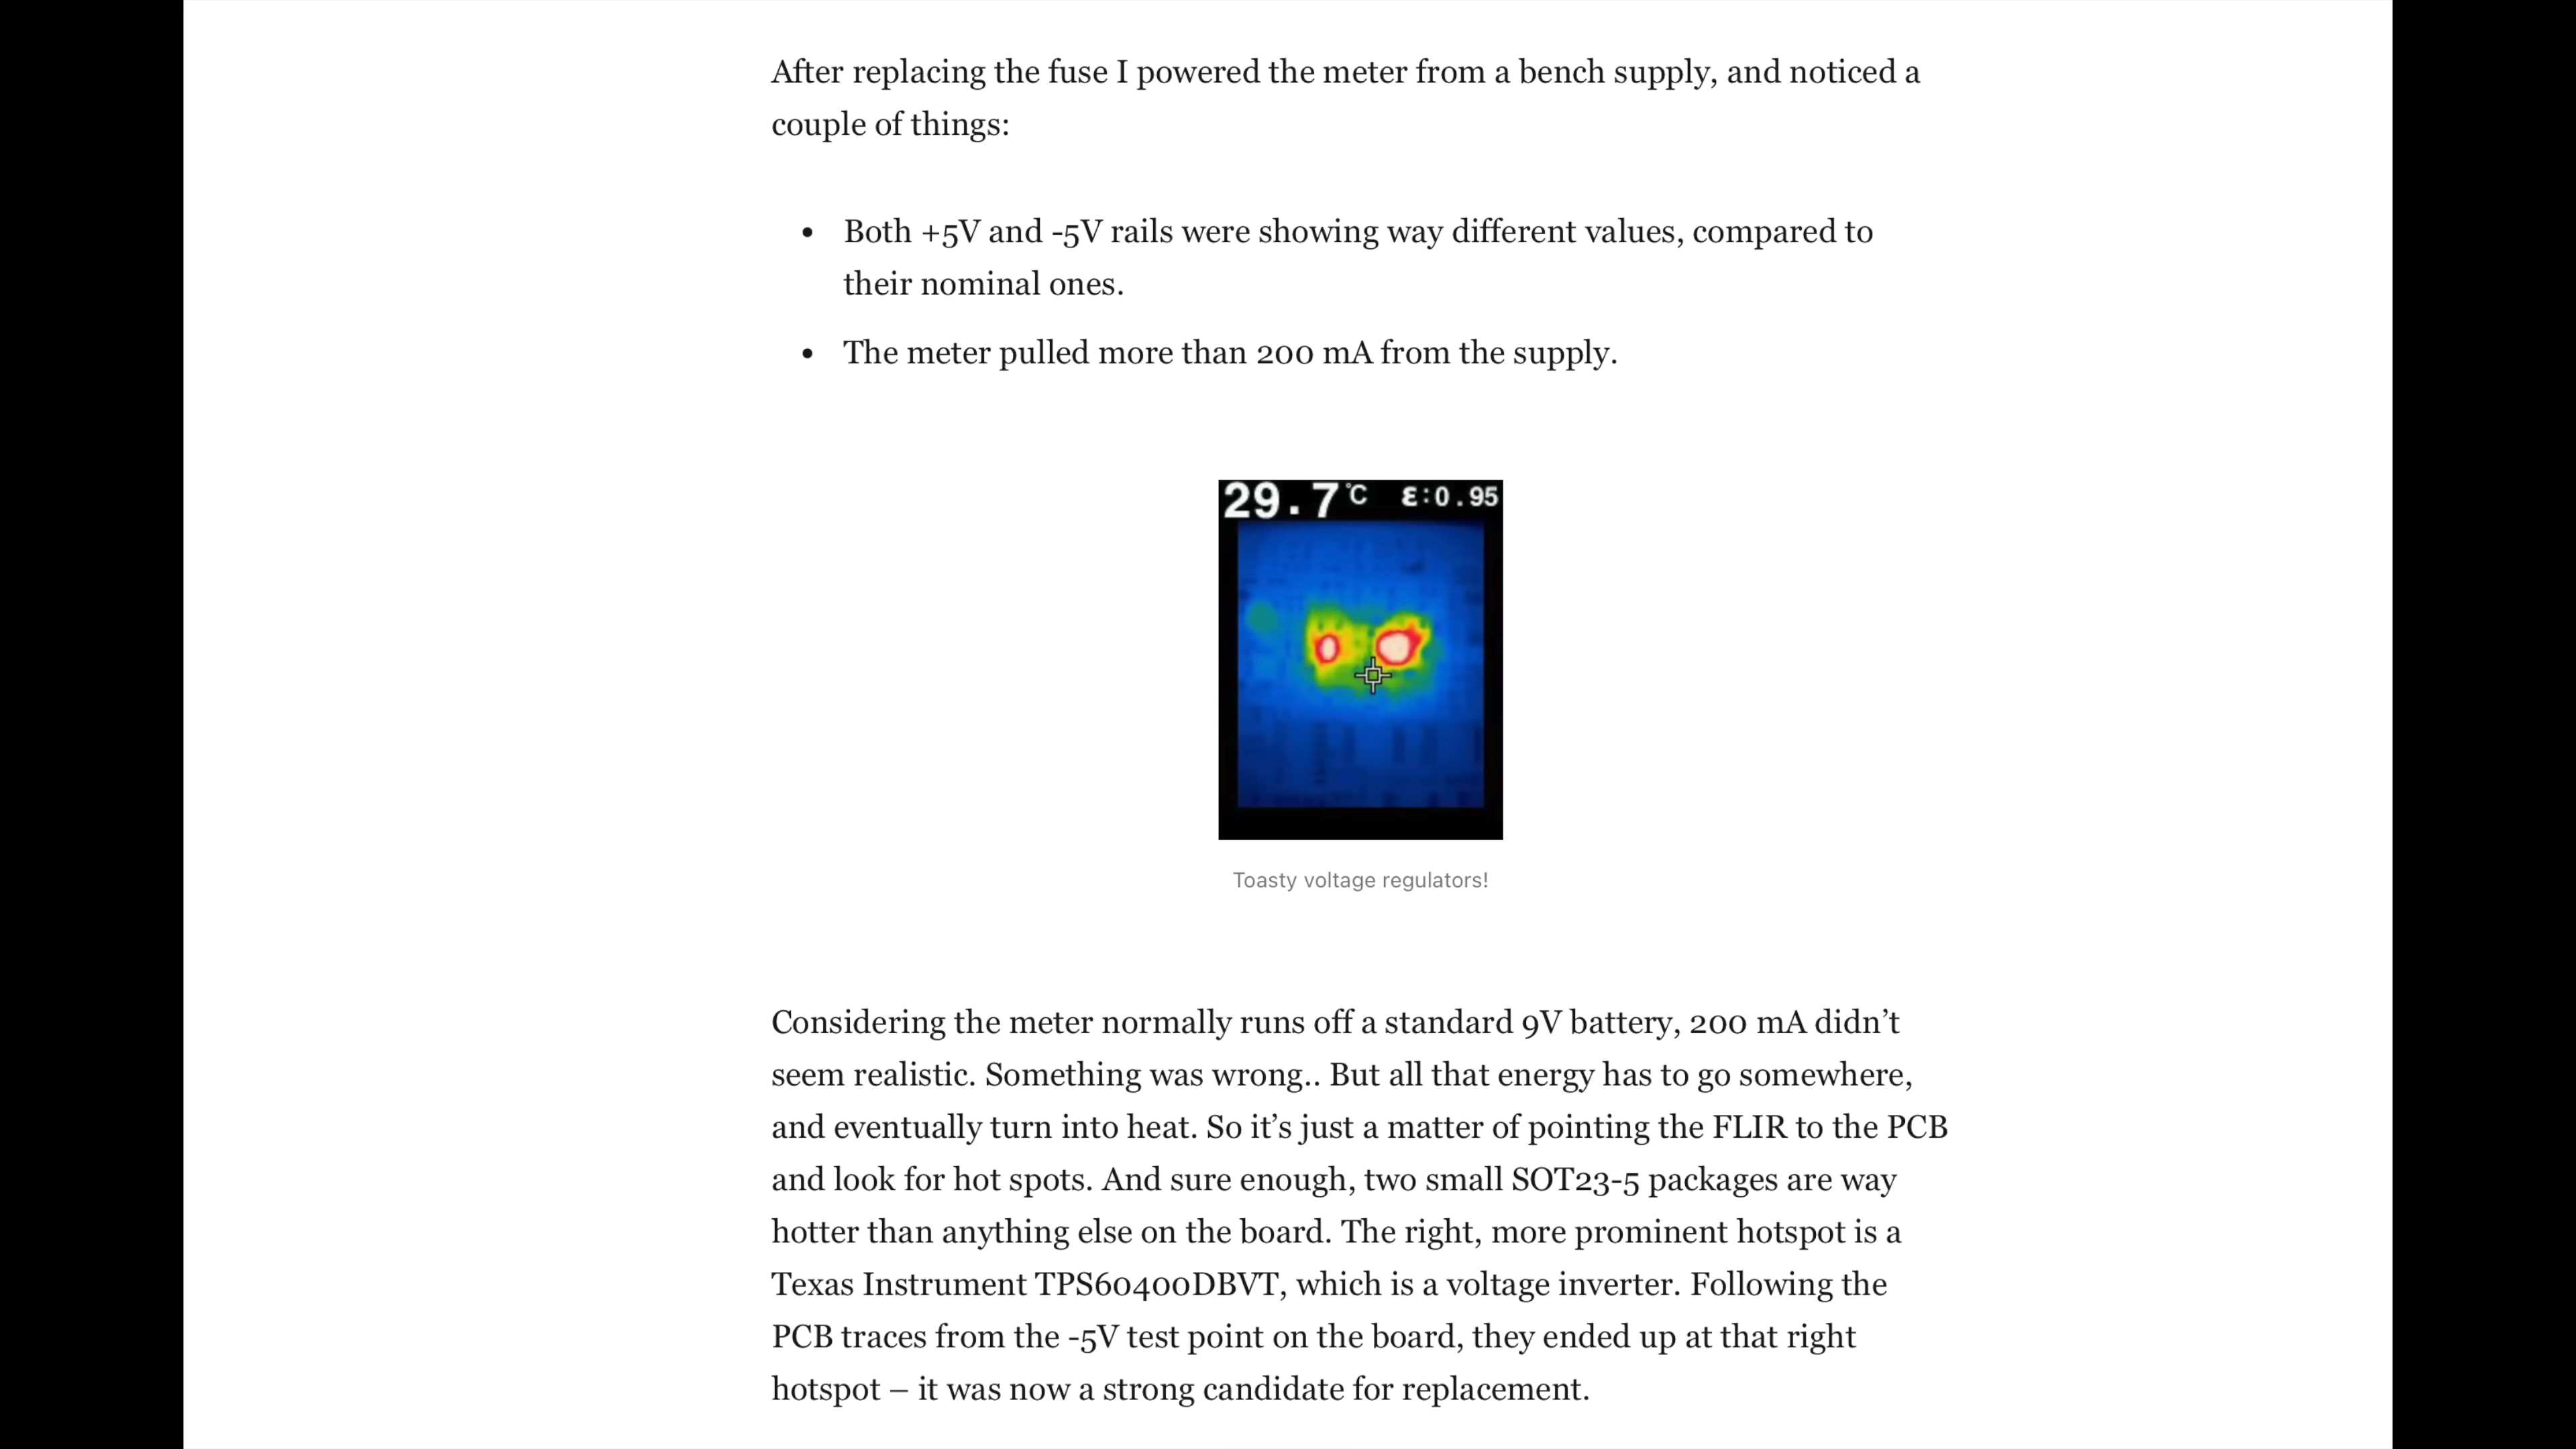 After replacing the fuse I powered the meter from a bench supply, and noticed a
couple of things:
• Both +5V and -5V rails were showing way different values, compared to
their nominal ones.
• The meter pulled more than 200 mA from the supply.
29.7°C ε:0.95
Toasty voltage regulators!
Considering the meter normally runs off a standard 9V battery, 200 mA didn’t
seem realistic. Something was wrong.. But all that energy has to go somewhere,
and eventually turn into heat. So it’s just a matter of pointing the FLIR to the PCB
and look for hot spots. And sure enough, two small SOT23-5 packages are way
hotter than anything else on the board. The right, more prominent hotspot is a
Texas Instrument TPS60400DBVT, which is a voltage inverter. Following the
PCB traces from the -5V test point on the board, they ended up at that right
hotspot – it was now a strong candidate for replacement.